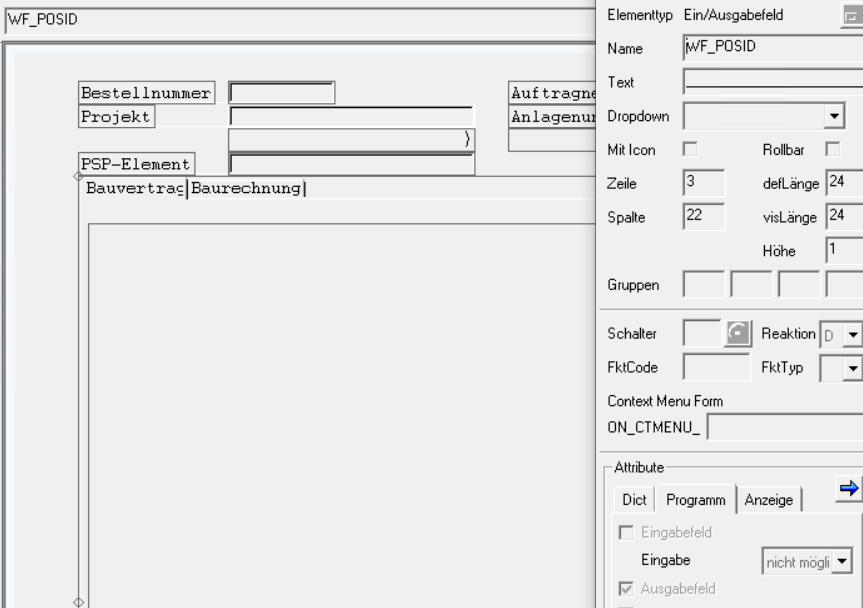 WF_POSID
Bestellnummer
Auftragne
Projekt
Anlagenur
)
PSP-Element
Bauvertrag Baurechnung
Elementtyp Ein/Ausgabefeld
Name WF_POSID
Text
Dropdown
Mit Icon Rollbar
Zeile 3 defLänge 24
Spalte 22 visLänge 24
Höhe 1
Gruppen
Schalter Reaktion D
FktCode FktTyp
Context Menu Form
ON_CTMENU_
Attribute
Dict Programm Anzeige
Eingabefeld
Eingabe nicht mögli
Ausgabefeld